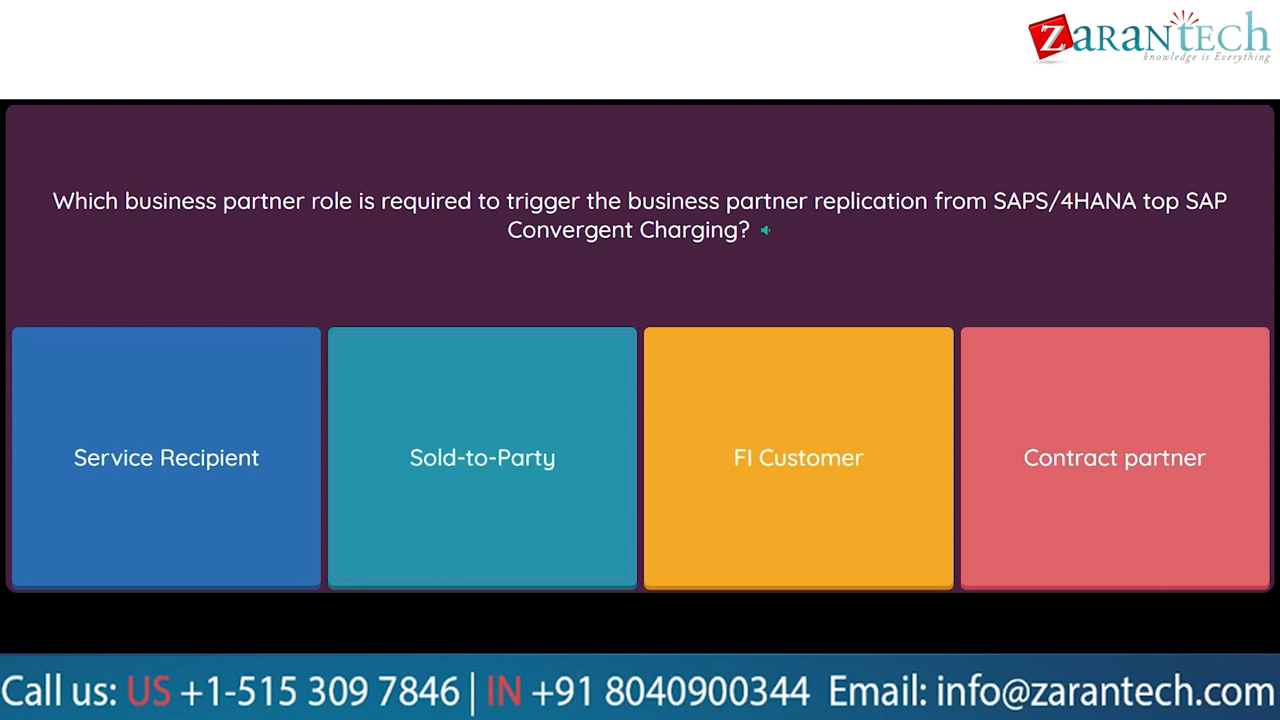 ZARANTECH
knowledge is Everything
Which business partner role is required to trigger the business partner replication from SAPS/4HANA top SAP
Convergent Charging?
Service Recipient
Sold-to-Party
FI Customer
Contract partner
Call us: US +1-515 309 7846 | IN +91 8040900344 Email: info@zarantech.com